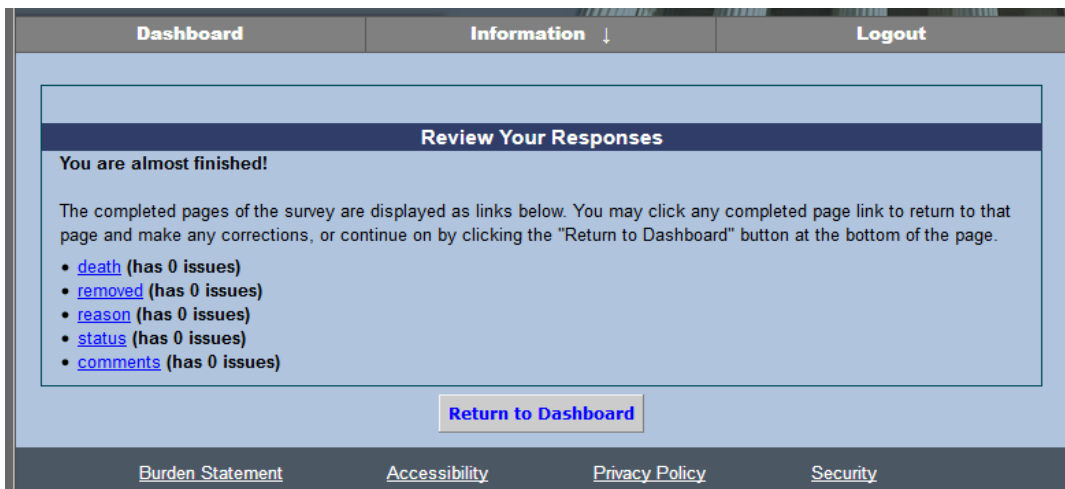 Dashboard Information ↓ Logout
Review Your Responses
You are almost finished!
The completed pages of the survey are displayed as links below. You may click any completed page link to return to that
page and make any corrections, or continue on by clicking the "Return to Dashboard" button at the bottom of the page.
• death (has 0 issues)
• removed (has 0 issues)
• reason (has 0 issues)
• status (has 0 issues)
• comments (has 0 issues)
Return to Dashboard
Burden Statement Accessibility Privacy Policy Security